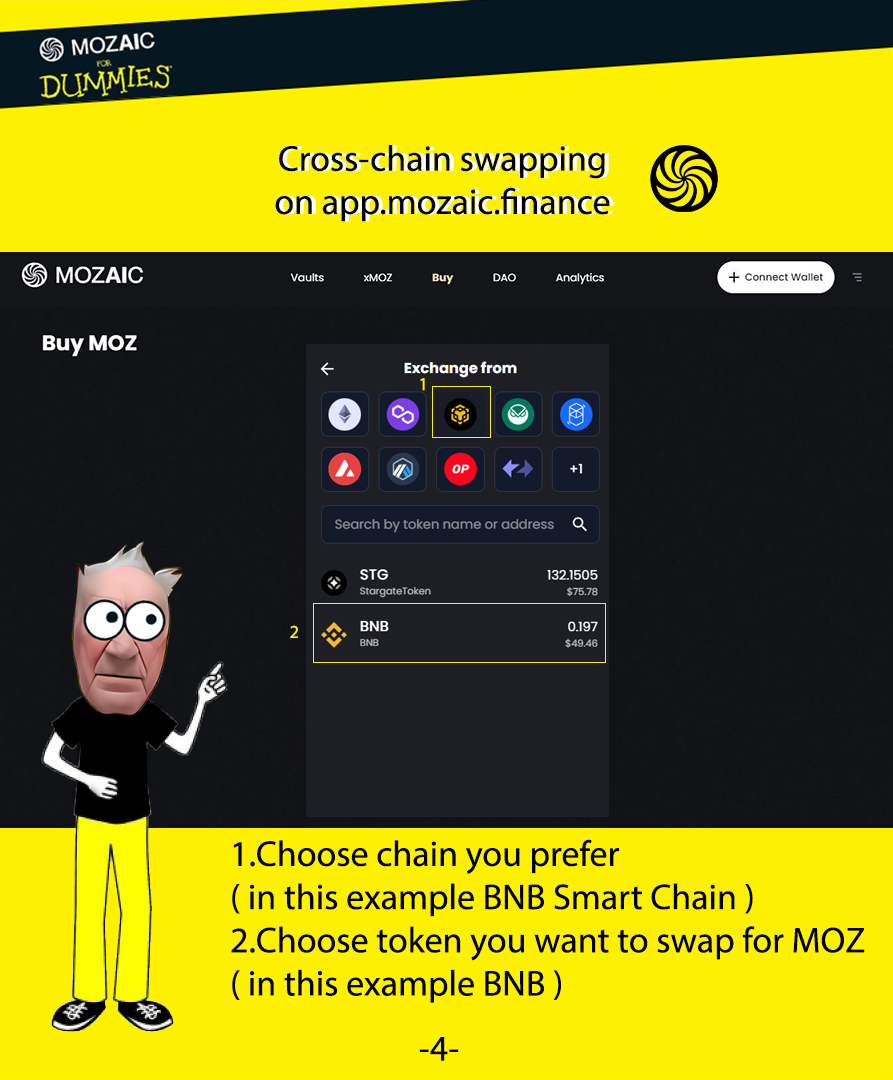 MOZAIC
FOR
DUMMIES
Cross-chain swapping
on app.mozaic.finance
MOZAIC
Vaults xMOZ Buy DAO Analytics
+ Connect Wallet
Buy MOZ
Exchange from
1
OP
+1
Search by token name or address
STG 132.1505
StargateToken $75.78
2
BNB 0.197
BNB $49.46
1.Choose chain you prefer
( in this example BNB Smart Chain )
2.Choose token you want to swap for MOZ
( in this example BNB )
-4-